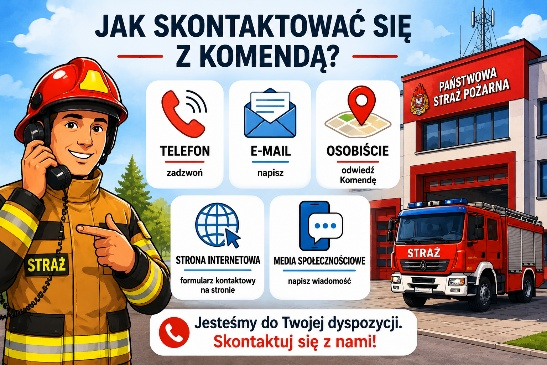 JAK SKONTAKTOWAĆ SIĘ
Z KOMENDĄ?
PAŃSTWOWA
STRAŻ POŻARNA
TELEFON
zadzwoń
E-MAIL
napisz
OSOBIŚCIE
odwiedź
Komendę
STRONA INTERNETOWA
formularz kontaktowy
na stronie
MEDIA SPOŁECZNOŚCIOWE
napisz wiadomość
STRAŻ
STRAŻ
Jesteśmy do Twojej dyspozycji.
Skontaktuj się z nami!